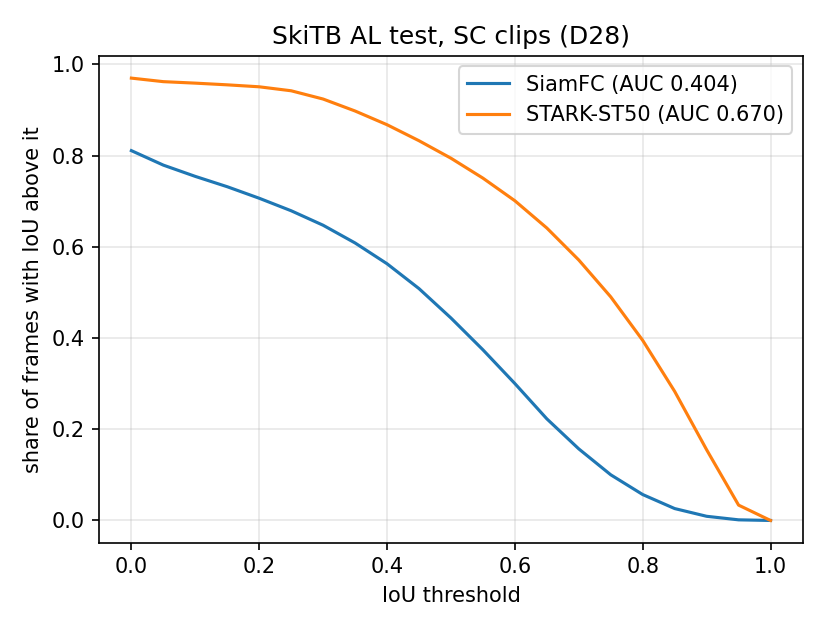 SkiTB AL test, SC clips (D28)
SiamFC (AUC 0.404)
STARK-ST50 (AUC 0.670)
share of frames with IoU above it
1.0
0.8
0.6
0.4
0.2
0.0
0.0 0.2 0.4 0.6 0.8 1.0
IoU threshold